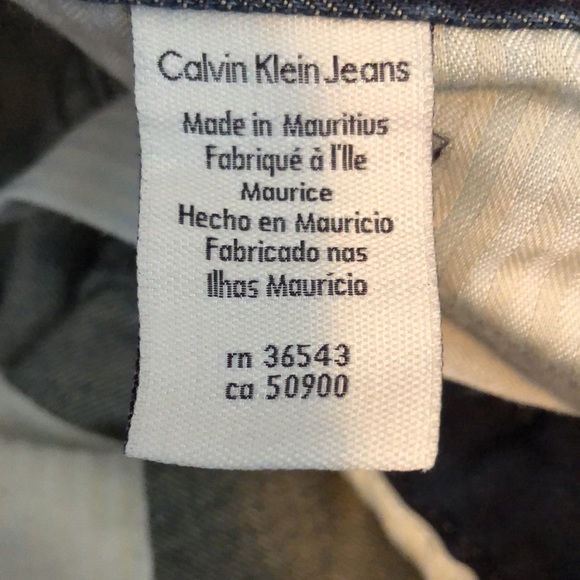 Calvin Klein Jeans
Made in Mauritius
Fabriqué à l'Ile
Maurice
Hecho en Mauricio
Fabricado nas
Ilhas Maurício
rn 36543
ca 50900